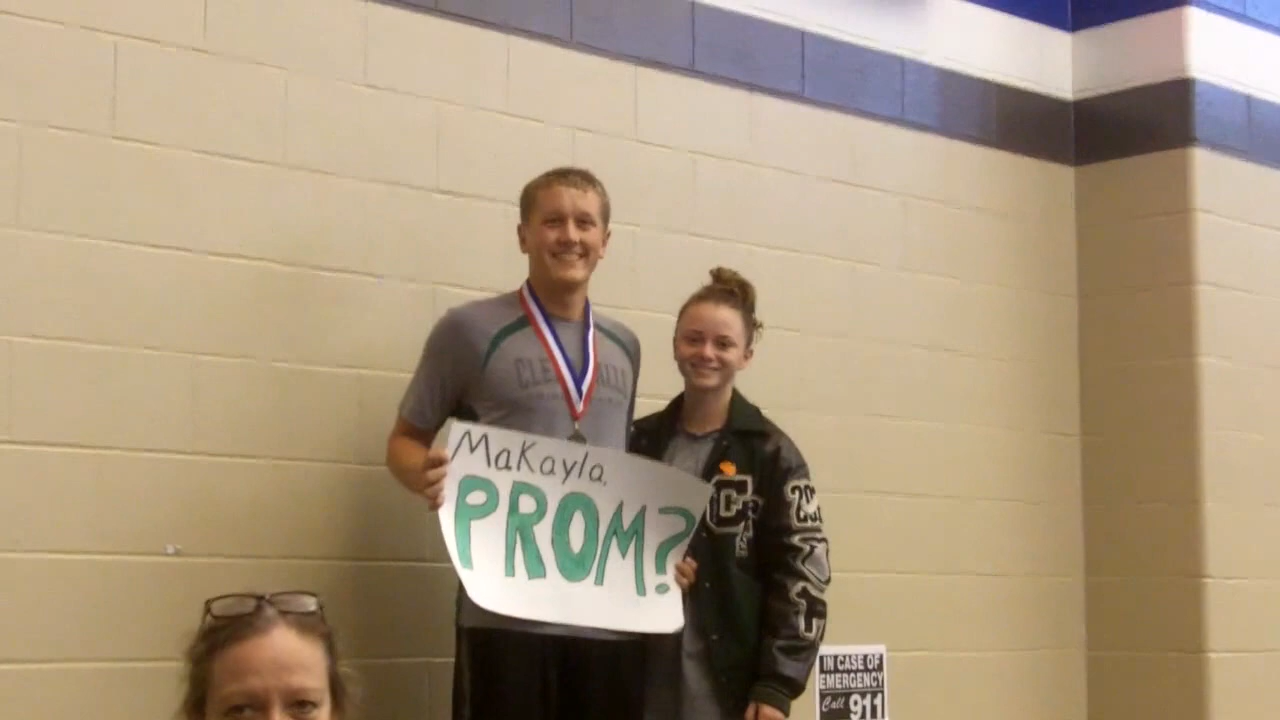 MaKayla,
PROM?
IN CASE OF
EMERGENCY
Call 911